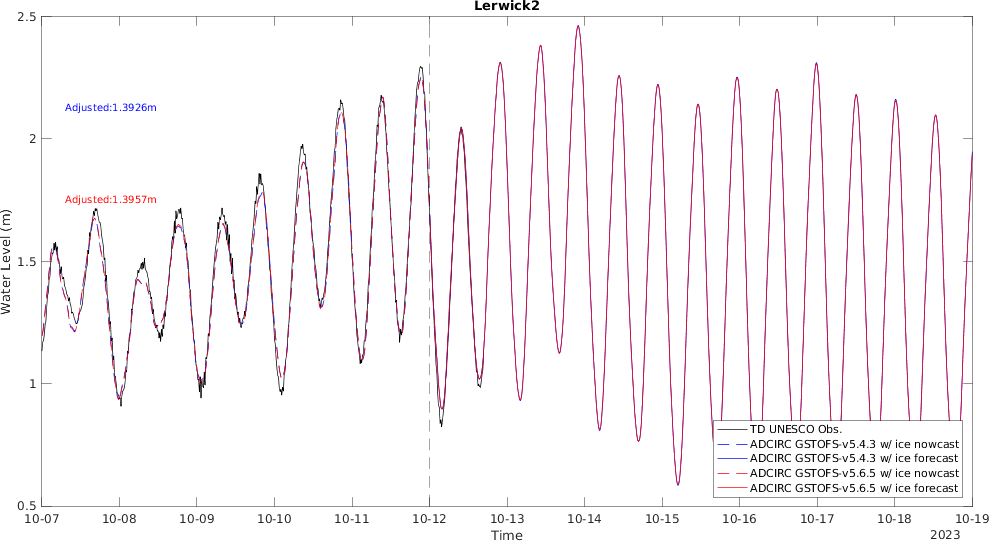 Lerwick2
2.5
2
1.5
1
0.5
Water Level (m)
Adjusted:1.3926m
Adjusted:1.3957m
TD UNESCO Obs.
ADCIRC GSTOFS-v5.4.3 w/ ice nowcast
ADCIRC GSTOFS-v5.4.3 w/ ice forecast
ADCIRC GSTOFS-v5.6.5 w/ ice nowcast
ADCIRC GSTOFS-v5.6.5 w/ ice forecast
10-07 10-08 10-09 10-10 10-11 10-12 10-13 10-14 10-15 10-16 10-17 10-18 10-19
Time
2023